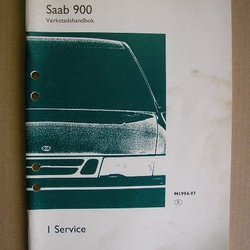 Saab 900
Verkstadshandbok
M1994-97
1 Service